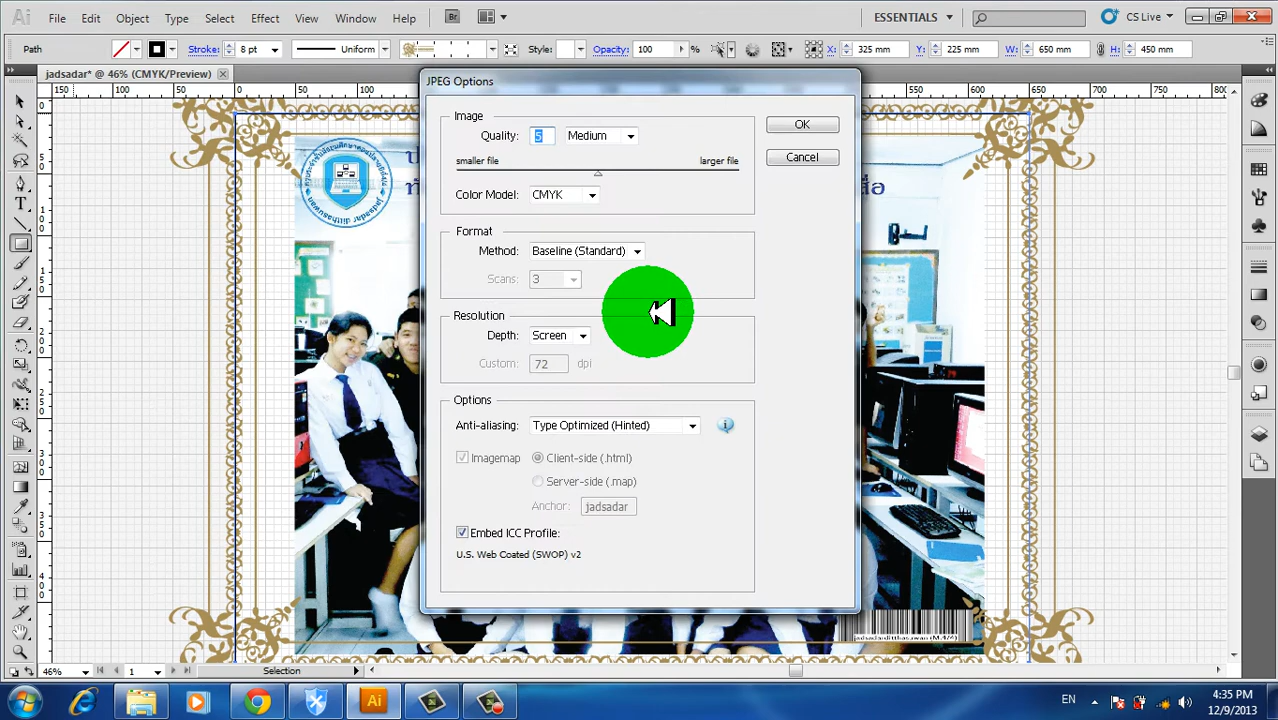 Ai File Edit Object Type Select Effect View Window Help Br ESSENTIALS CS Live
Path Stroke: 8 pt Uniform Style: Opacity: 100 X: 325 mm Y: 225 mm W: 650 mm H: 450 mm
jadsadar* @ 46% (CMYK/Preview)
JPEG Options
Image
Quality: 5 Medium
OK
smaller file larger file
Cancel
Color Model: CMYK
Format
Method: Baseline (Standard)
Scans: 3
Resolution
Depth: Screen
Custom: 72 dpi
Options
Anti-aliasing: Type Optimized (Hinted)
Imagemap Client-side (.html)
Server-side (.map)
Anchor: jadsadar
Embed ICC Profile:
U.S. Web Coated (SWOP) v2
46% 1 Selection
Ai EN 4:35 PM
12/9/2013